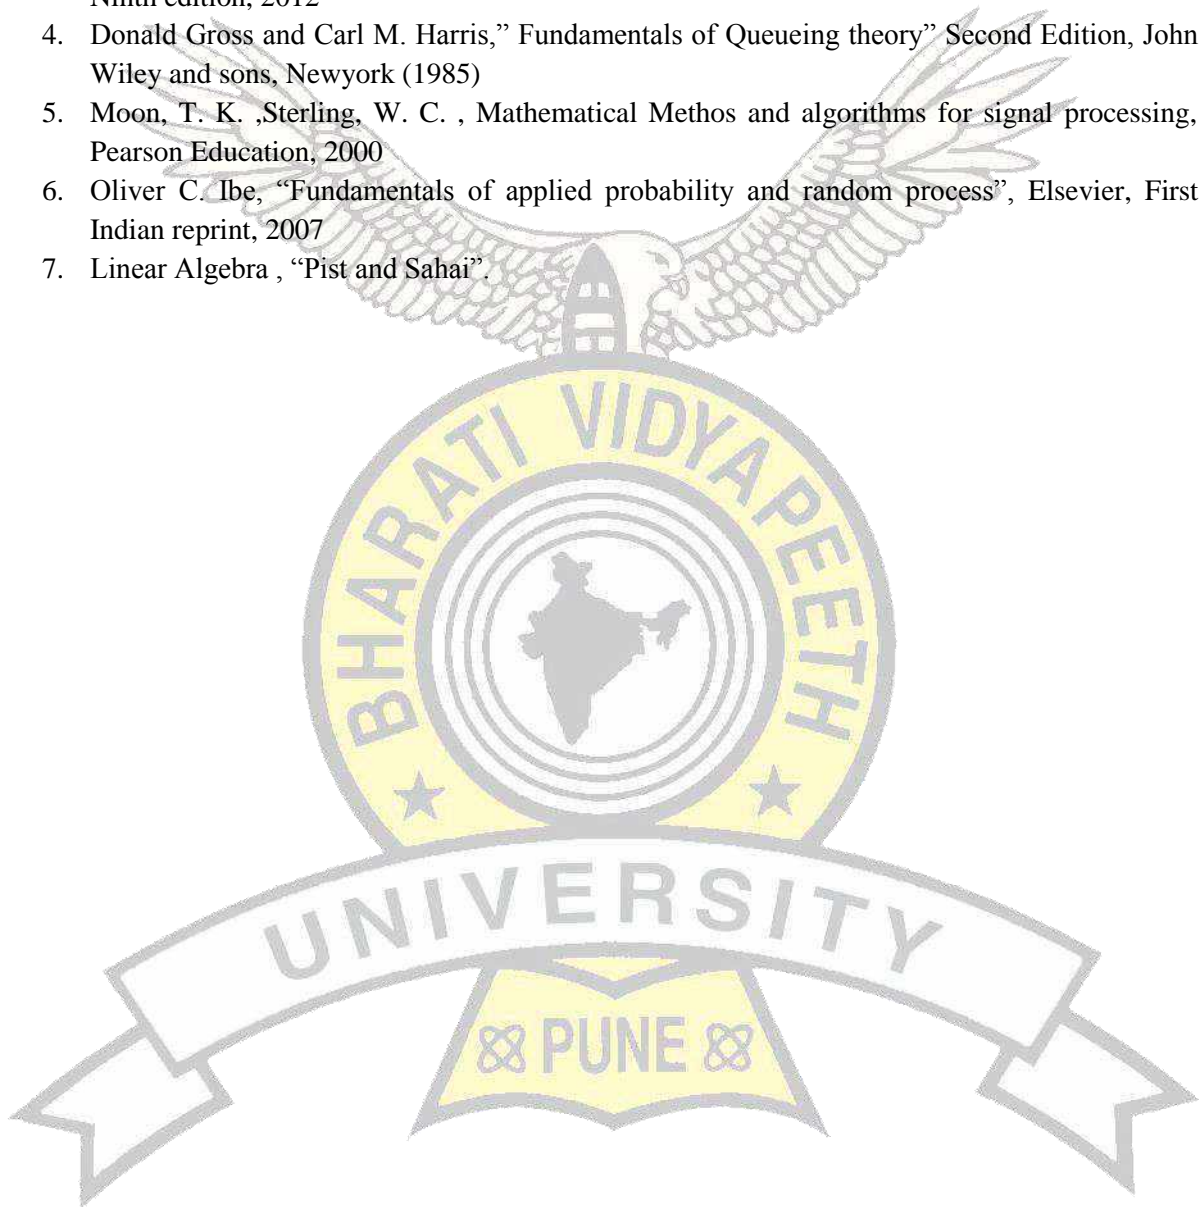 Ninth edition, 2012
4. Donald Gross and Carl M. Harris,” Fundamentals of Queueing theory” Second Edition, John
Wiley and sons, Newyork (1985)
5. Moon, T. K. ,Sterling, W. C. , Mathematical Methos and algorithms for signal processing,
Pearson Education, 2000
6. Oliver C. Ibe, “Fundamentals of applied probability and random process”, Elsevier, First
Indian reprint, 2007
7. Linear Algebra , “Pist and Sahai”.
BHARATI VIDYAPEETH
UNIVERSITY
PUNE